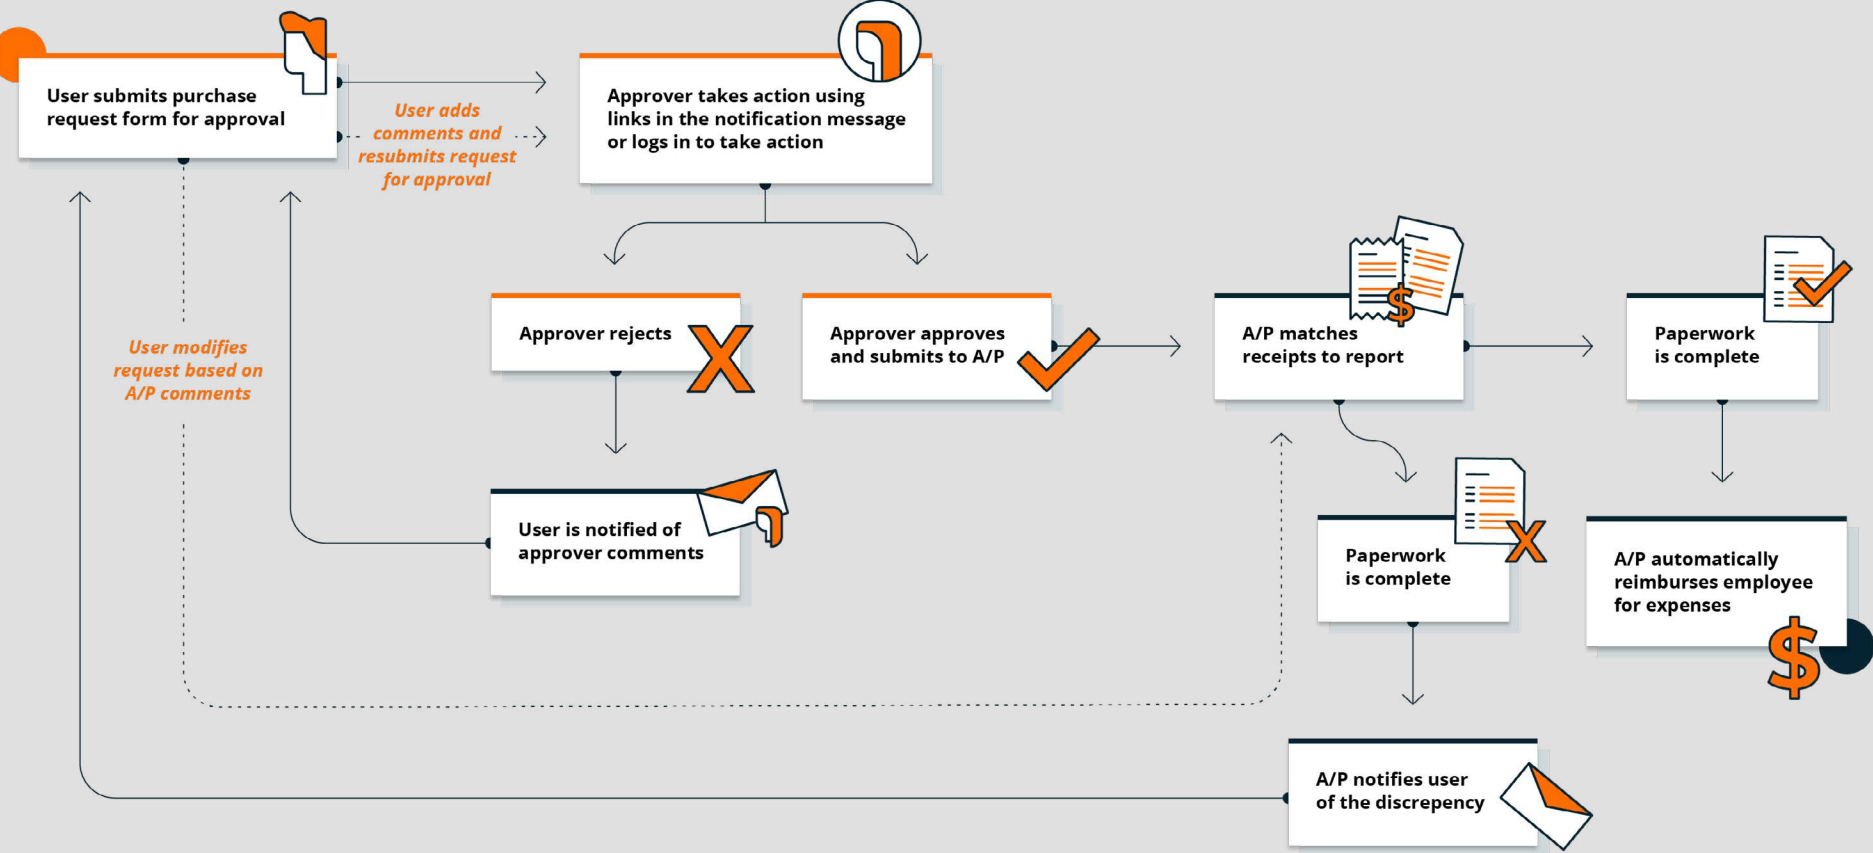 User submits purchase
request form for approval
User adds
comments and
resubmits request
for approval
Approver takes action using
links in the notification message
or logs in to take action
Approver rejects
Approver approves
and submits to A/P
A/P matches
receipts to report
Paperwork
is complete
User modifies
request based on
A/P comments
User is notified of
approver comments
Paperwork
is complete
A/P automatically
reimburses employee
for expenses
A/P notifies user
of the discrepency